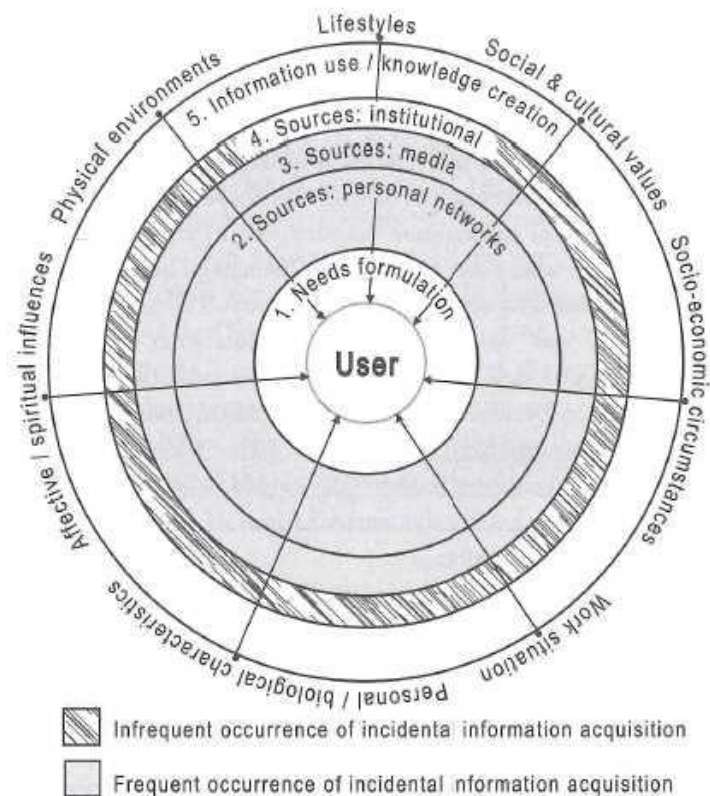 Lifestyles
Social & cultural values
Socio-economic circumstances
Work situation
Personal / biological characteristics
Affective / spiritual influences
Physical environments
5. Information use / knowledge creation
4. Sources: institutional
3. Sources: media
2. Sources: personal networks
1. Needs formulation
User
Infrequent occurrence of incidental information acquisition
Frequent occurrence of incidental information acquisition